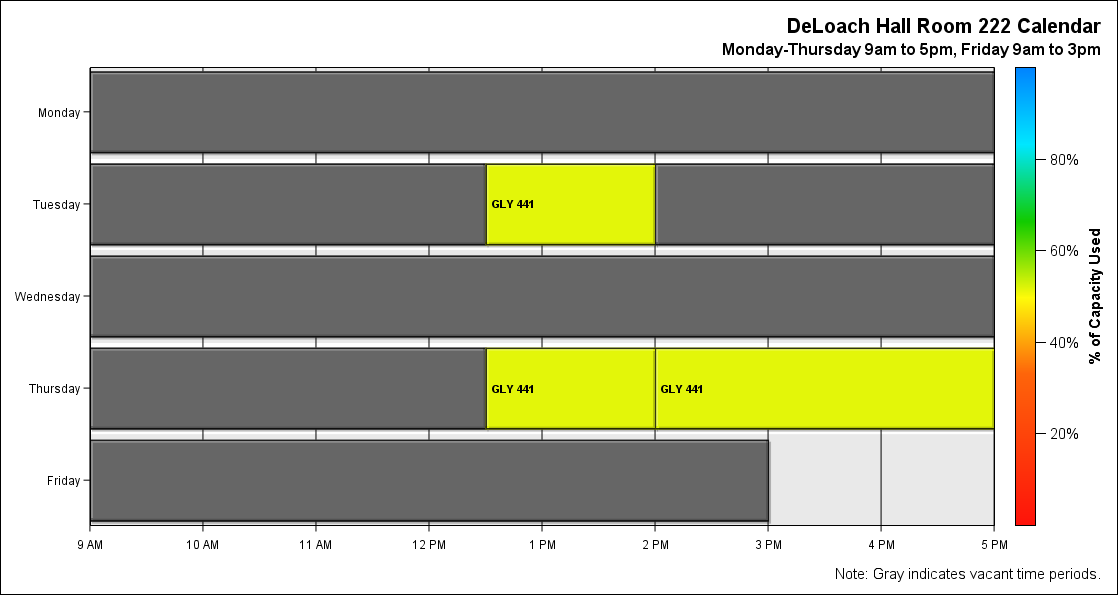 DeLoach Hall Room 222 Calendar
Monday-Thursday 9am to 5pm, Friday 9am to 3pm
Monday
Tuesday
GLY 441
Wednesday
Thursday
GLY 441 GLY 441
Friday
9 AM 10 AM 11 AM 12 PM 1 PM 2 PM 3 PM 4 PM 5 PM
80%
60%
40%
20%
% of Capacity Used
Note: Gray indicates vacant time periods.